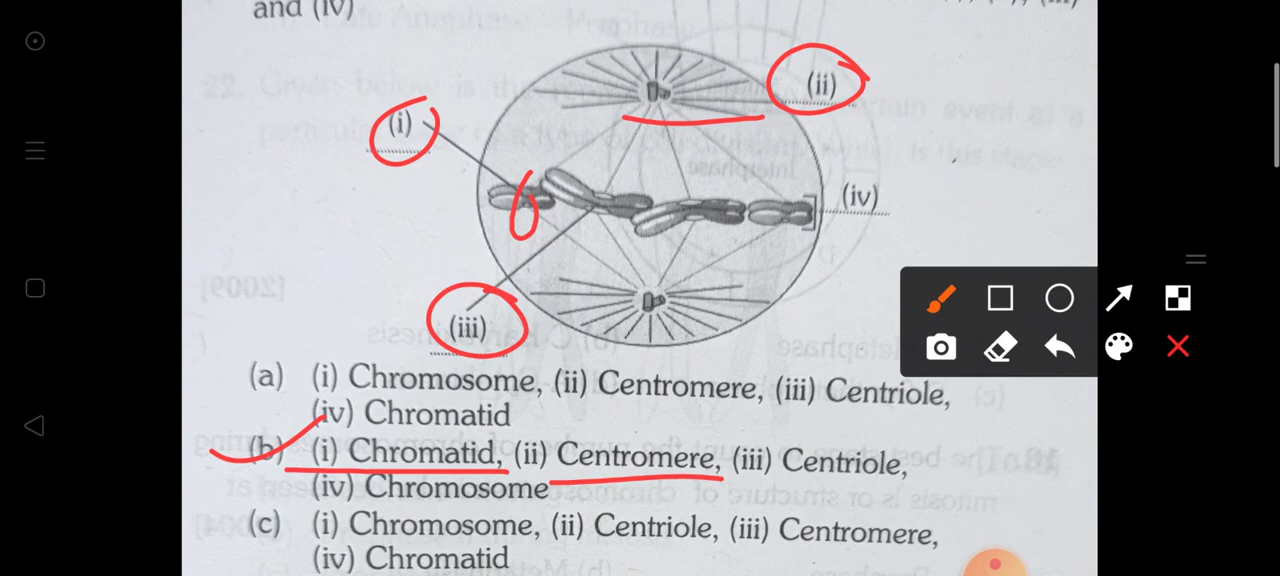 and (iv)
(ii)
(i)
(iv)
(iii)
(a) (i) Chromosome, (ii) Centromere, (iii) Centriole,
(iv) Chromatid
(b) (i) Chromatid, (ii) Centromere, (iii) Centriole,
(iv) Chromosome
(c) (i) Chromosome, (ii) Centriole, (iii) Centromere,
(iv) Chromatid